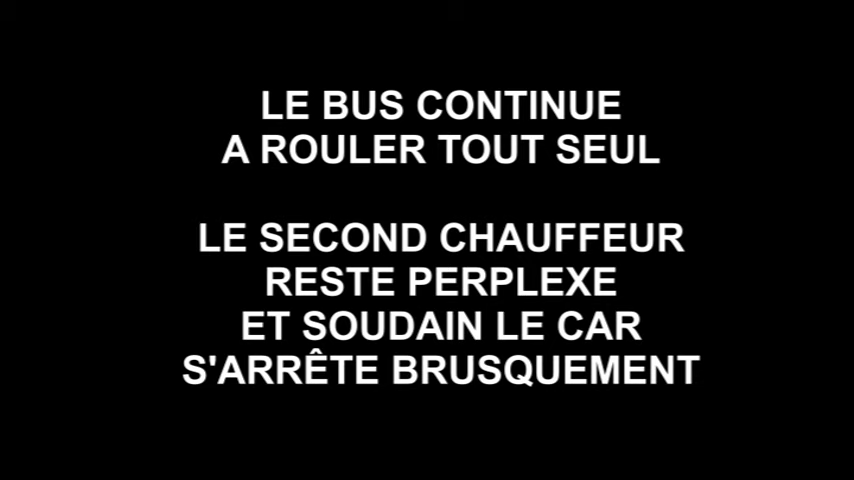 LE BUS CONTINUE
A ROULER TOUT SEUL
LE SECOND CHAUFFEUR
RESTE PERPLEXE
ET SOUDAIN LE CAR
S'ARRÊTE BRUSQUEMENT